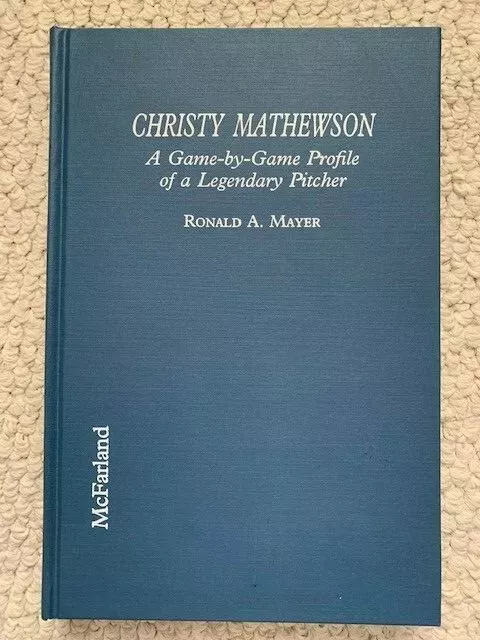 CHRISTY MATHEWSON
A Game-by-Game Profile
of a Legendary Pitcher
RONALD A. MAYER
McFarland